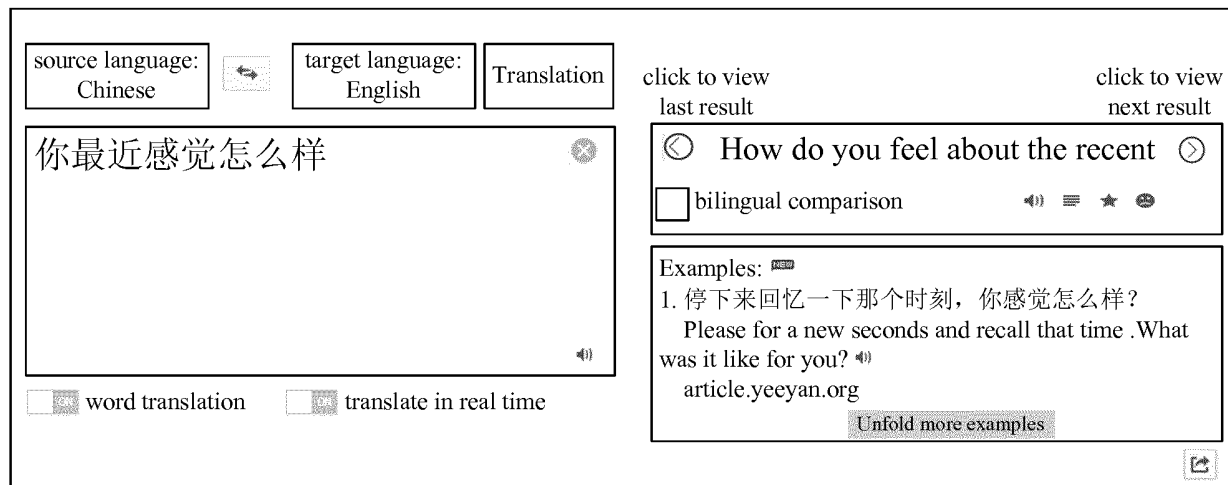 source language:
Chinese
target language:
English
Translation
click to view
last result
click to view
next result
你最近感觉怎么样
How do you feel about the recent
bilingual comparison
Examples: NEW
1. 停下来回忆一下那个时刻，你感觉怎么样？
Please for a new seconds and recall that time .What
was it like for you?
article.yeeyan.org
Unfold more examples
word translation
translate in real time